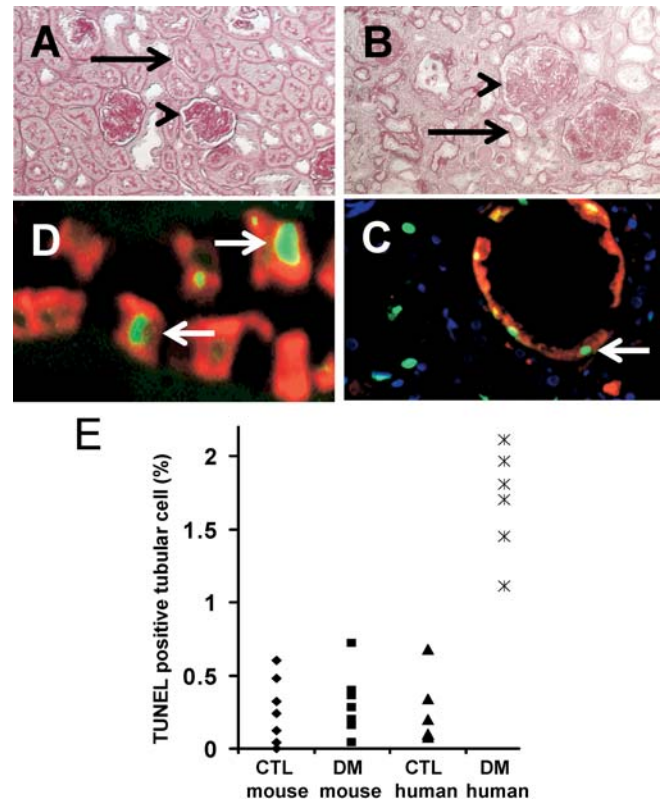 A
B
D
C
E
TUNEL positive tubular cell (%)
2
1.5
1
0.5
0
CTL mouse
DM mouse
CTL human
DM human